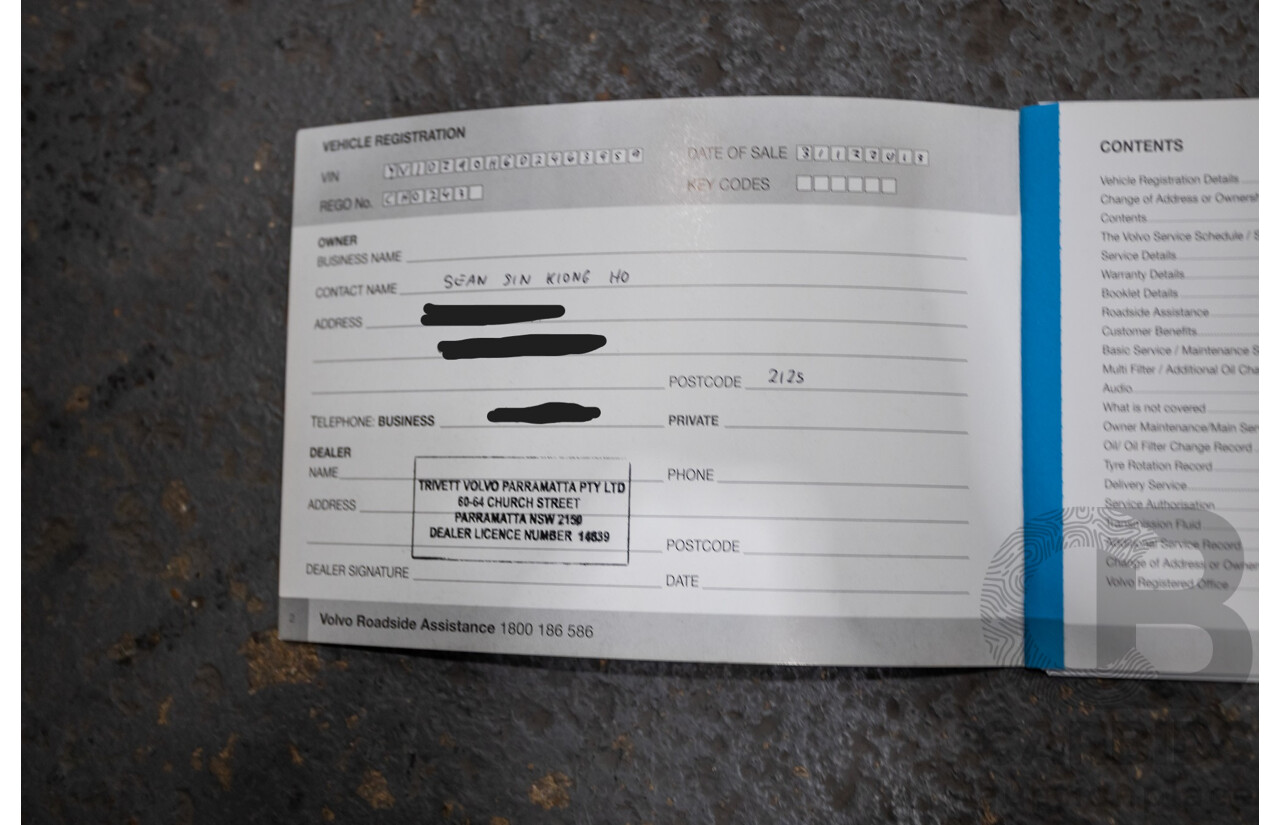 VEHICLE REGISTRATION
VIN
DATE OF SALE 31122018
REGO No.
KEY CODES
OWNER
BUSINESS NAME
CONTACT NAME SEAN SIN KIONG HO
ADDRESS
POSTCODE 2125
TELEPHONE: BUSINESS PRIVATE
DEALER
NAME PHONE
ADDRESS
TRIVETT VOLVO PARRAMATTA PTY LTD
60-64 CHURCH STREET
PARRAMATTA NSW 2150
DEALER LICENCE NUMBER 14839
POSTCODE
DEALER SIGNATURE DATE
2 Volvo Roadside Assistance 1800 186 586
CONTENTS
Vehicle Registration Details
Change of Address or Ownersh
Contents
The Volvo Service Schedule / S
Service Details
Warranty Details
Booklet Details
Roadside Assistance
Customer Benefits
Basic Service / Maintenance S
Multi Filter / Additional Oil Cha
Audio
What is not covered
Owner Maintenance/Main Ser
Oil/ Oil Filter Change Record
Tyre Rotation Record
Delivery Service
Service Authorisation
Transmission Fluid
Additional Service Record
Change of Address or Owner
Volvo Registered Office
B